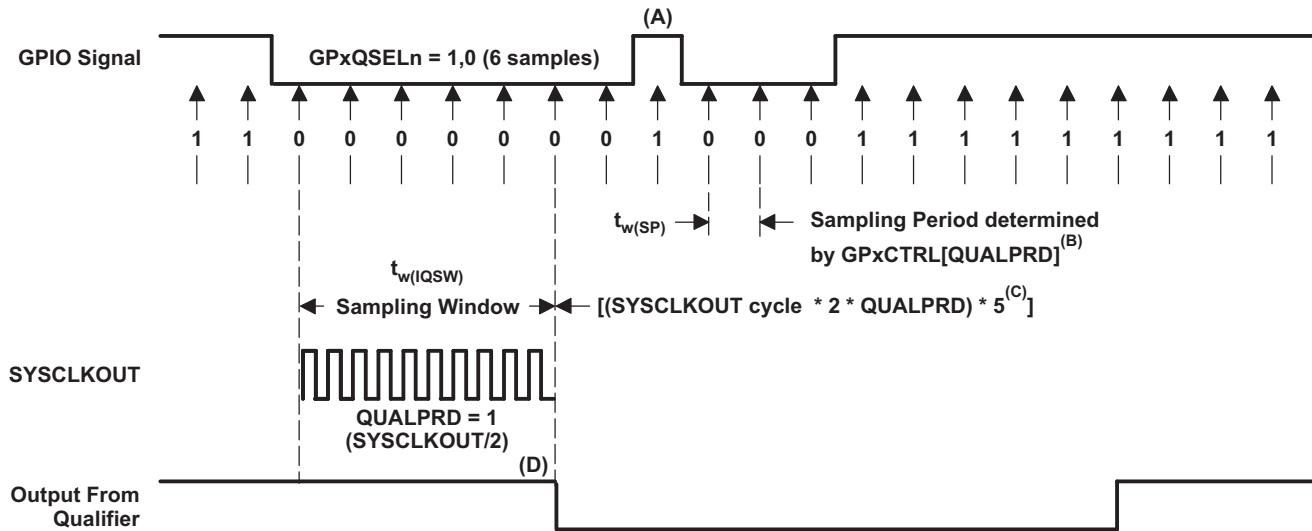 (A)
GPIO Signal
GPxQSELn = 1,0 (6 samples)
1 1 0 0 0 0 0 0 0 1 0 0 0 1 1 1 1 1 1 1 1 1
tw(SP)
Sampling Period determined
by GPxCTRL[QUALPRD](B)
tw(IQSW)
Sampling Window
[(SYSCLKOUT cycle * 2 * QUALPRD) * 5(C)]
SYSCLKOUT
QUALPRD = 1
(SYSCLKOUT/2)
(D)
Output From
Qualifier